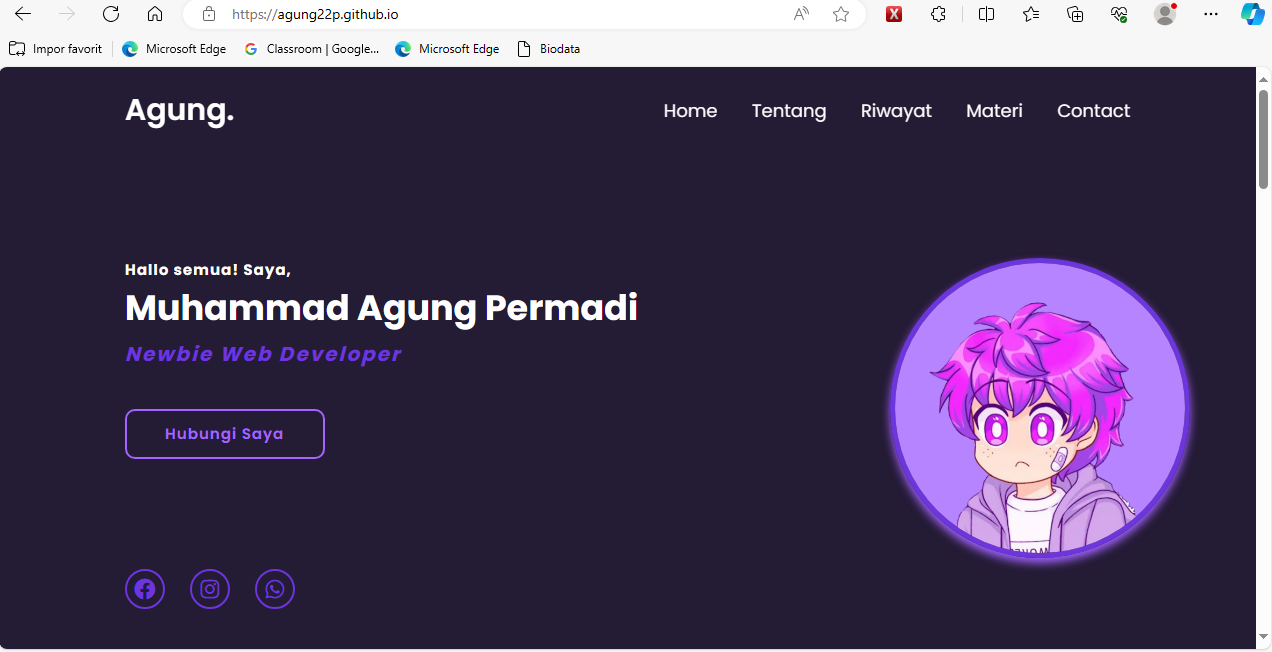 https://agung22p.github.io
Impor favorit
Microsoft Edge
Classroom | Google...
Microsoft Edge
Biodata
Agung.
Home
Tentang
Riwayat
Materi
Contact
Hallo semua! Saya,
Muhammad Agung Permadi
Newbie Web Developer
Hubungi Saya